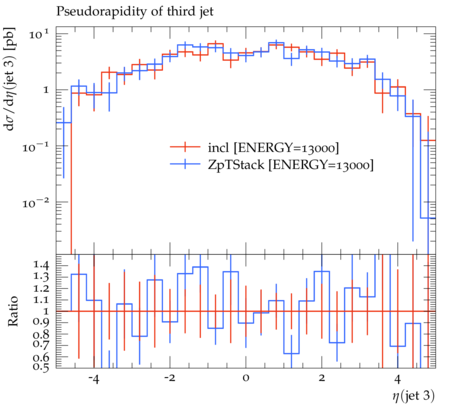 Pseudorapidity of third jet
dσ/dη(jet 3) [pb]
10¹
1
10⁻¹
10⁻²
incl [ENERGY=13000]
ZpTStack [ENERGY=13000]
Ratio
1.4
1.3
1.2
1.1
1
0.9
0.8
0.7
0.6
0.5
-4 -2 0 2 4
η(jet 3)